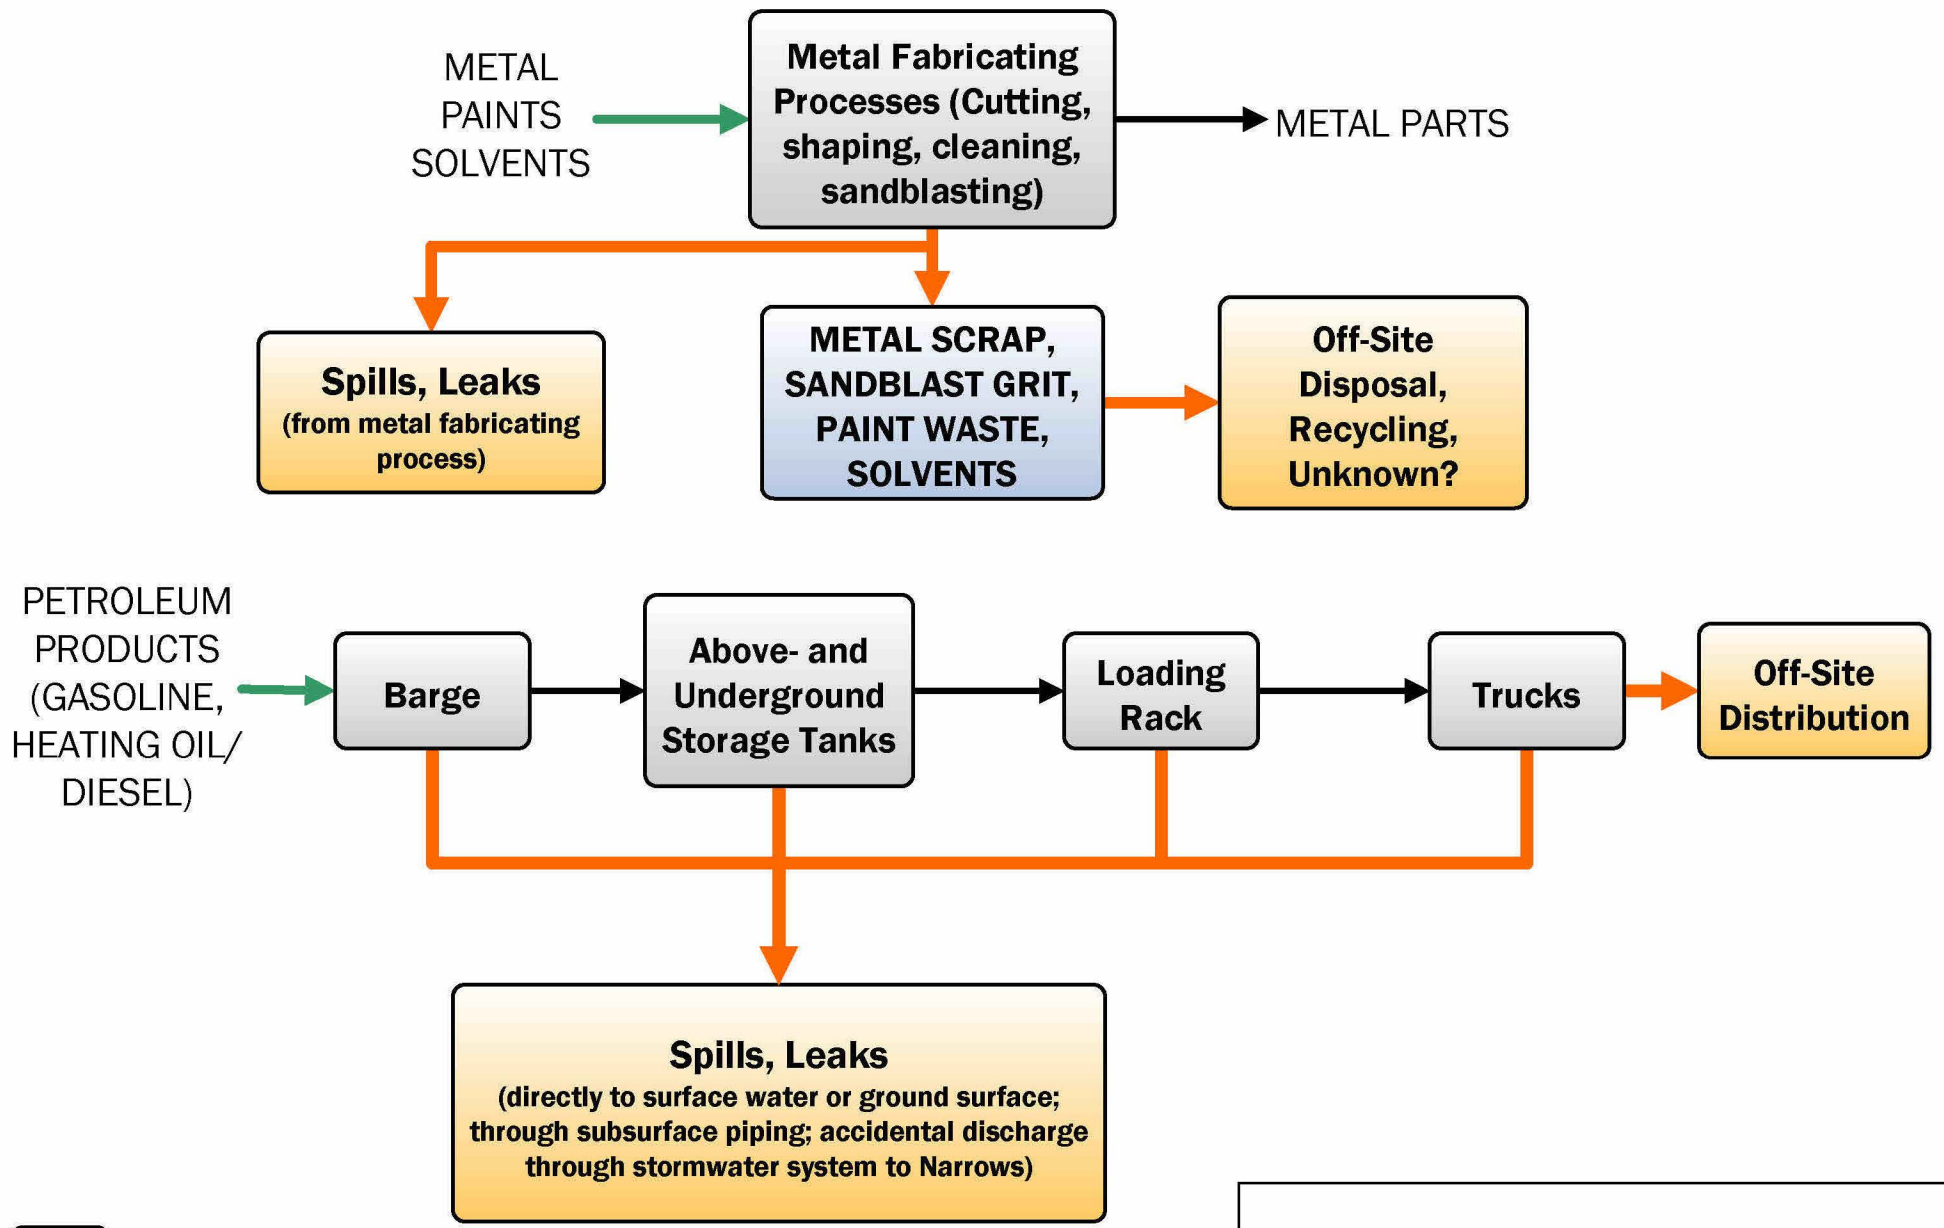 METAL
PAINTS
SOLVENTS
Metal Fabricating
Processes (Cutting,
shaping, cleaning,
sandblasting)
METAL PARTS
Spills, Leaks
(from metal fabricating
process)
METAL SCRAP,
SANDBLAST GRIT,
PAINT WASTE,
SOLVENTS
Off-Site
Disposal,
Recycling,
Unknown?
PETROLEUM
PRODUCTS
(GASOLINE,
HEATING OIL/
DIESEL)
Barge
Above- and
Underground
Storage Tanks
Loading
Rack
Trucks
Off-Site
Distribution
Spills, Leaks
(directly to surface water or ground surface;
through subsurface piping; accidental discharge
through stormwater system to Narrows)